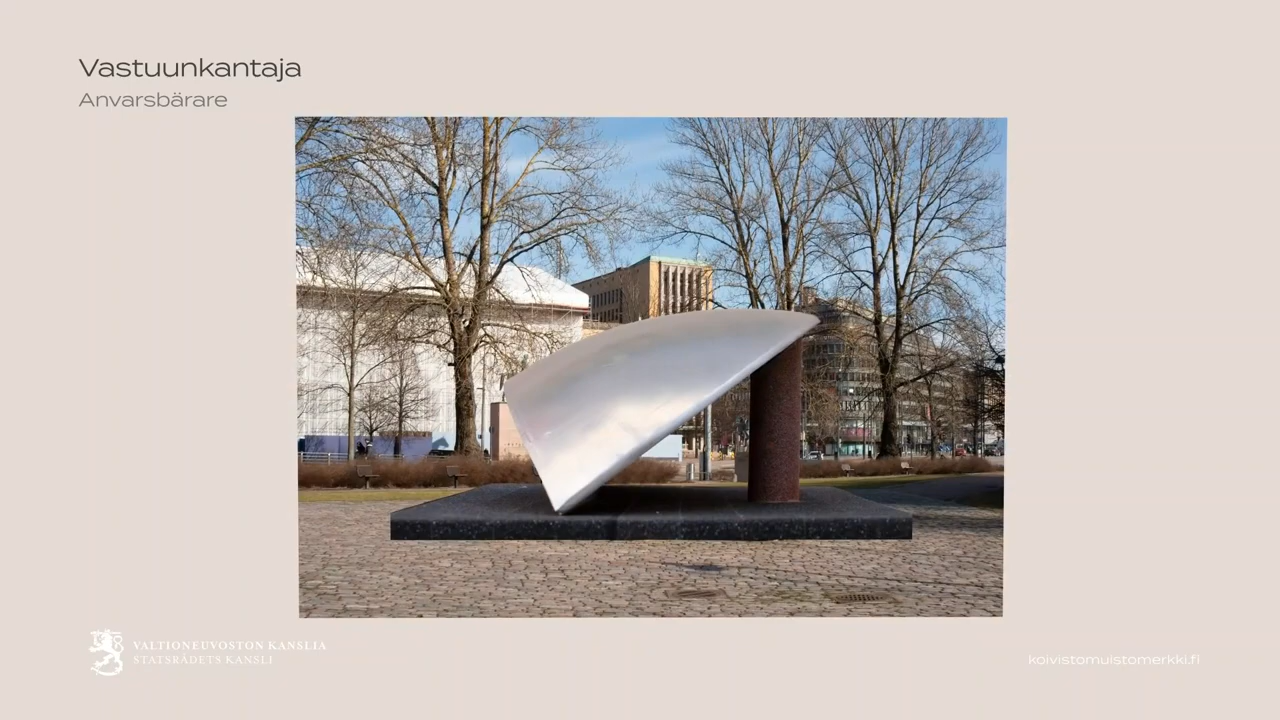 Vastuunkantaja
Anvarsbärare
VALTIONEUVOSTON KANSLIA
STATSRÅDETS KANSLI
koivistomuistomerkki.fi